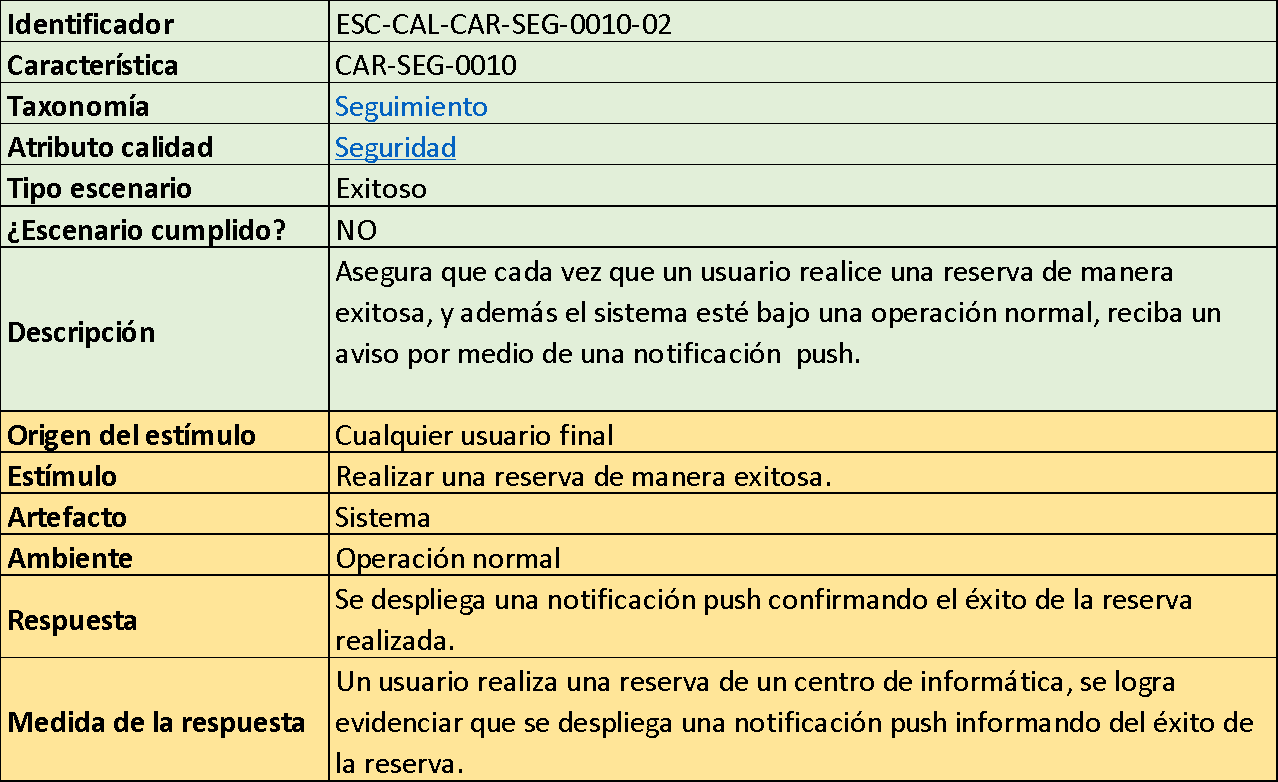 Identificador ESC-CAL-CAR-SEG-0010-02
Característica CAR-SEG-0010
Taxonomía Seguimiento
Atributo calidad Seguridad
Tipo escenario Exitoso
¿Escenario cumplido? NO
Descripción Asegura que cada vez que un usuario realice una reserva de manera
exitosa, y además el sistema esté bajo una operación normal, reciba un
aviso por medio de una notificación  push.
Origen del estímulo Cualquier usuario final
Estímulo Realizar una reserva de manera exitosa.
Artefacto Sistema
Ambiente Operación normal
Respuesta Se despliega una notificación push confirmando el éxito de la reserva
realizada.
Medida de la respuesta Un usuario realiza una reserva de un centro de informática, se logra
evidenciar que se despliega una notificación push informando del éxito de
la reserva.